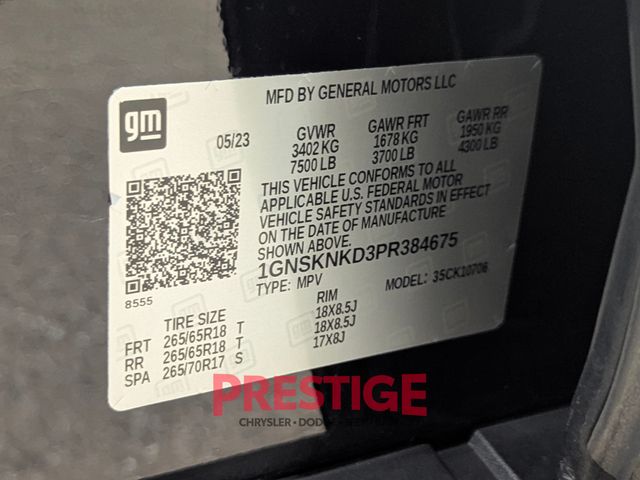 MFD BY GENERAL MOTORS LLC
gm
05/23 GVWR GAWR FRT GAWR RR
3402 KG 1678 KG 1950 KG
7500 LB 3700 LB 4300 LB
THIS VEHICLE CONFORMS TO ALL
APPLICABLE U.S. FEDERAL MOTOR
VEHICLE SAFETY STANDARDS IN EFFECT
ON THE DATE OF MANUFACTURE
SHOWN ABOVE.
1GNSKNKD3PR384675
8555
TYPE: MPV MODEL: 35CK10706
TIRE SIZE RIM
FRT 265/65R18 T 18X8.5J
RR 265/65R18 T 18X8.5J
SPA 265/70R17 S 17X8J
PRESTIGE
CHRYSLER • DODGE •